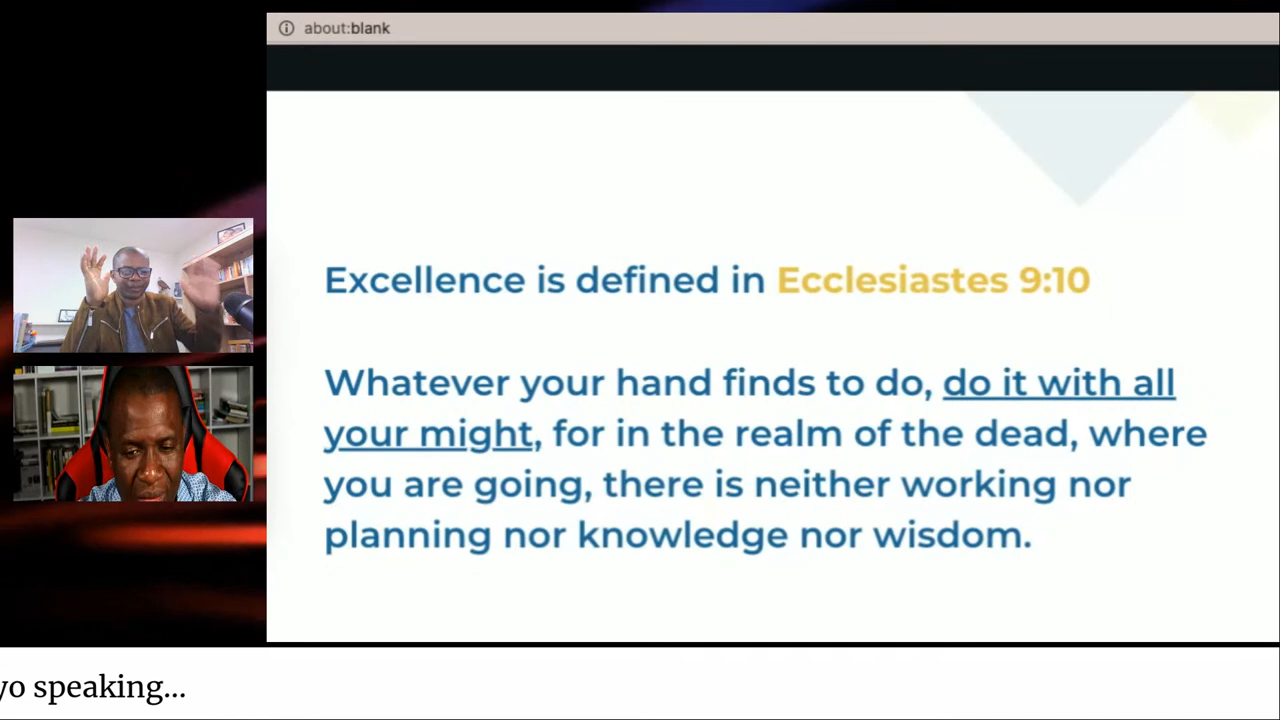 about:blank
Excellence is defined in Ecclesiastes 9:10
Whatever your hand finds to do, do it with all
your might, for in the realm of the dead, where
you are going, there is neither working nor
planning nor knowledge nor wisdom.
yo speaking...